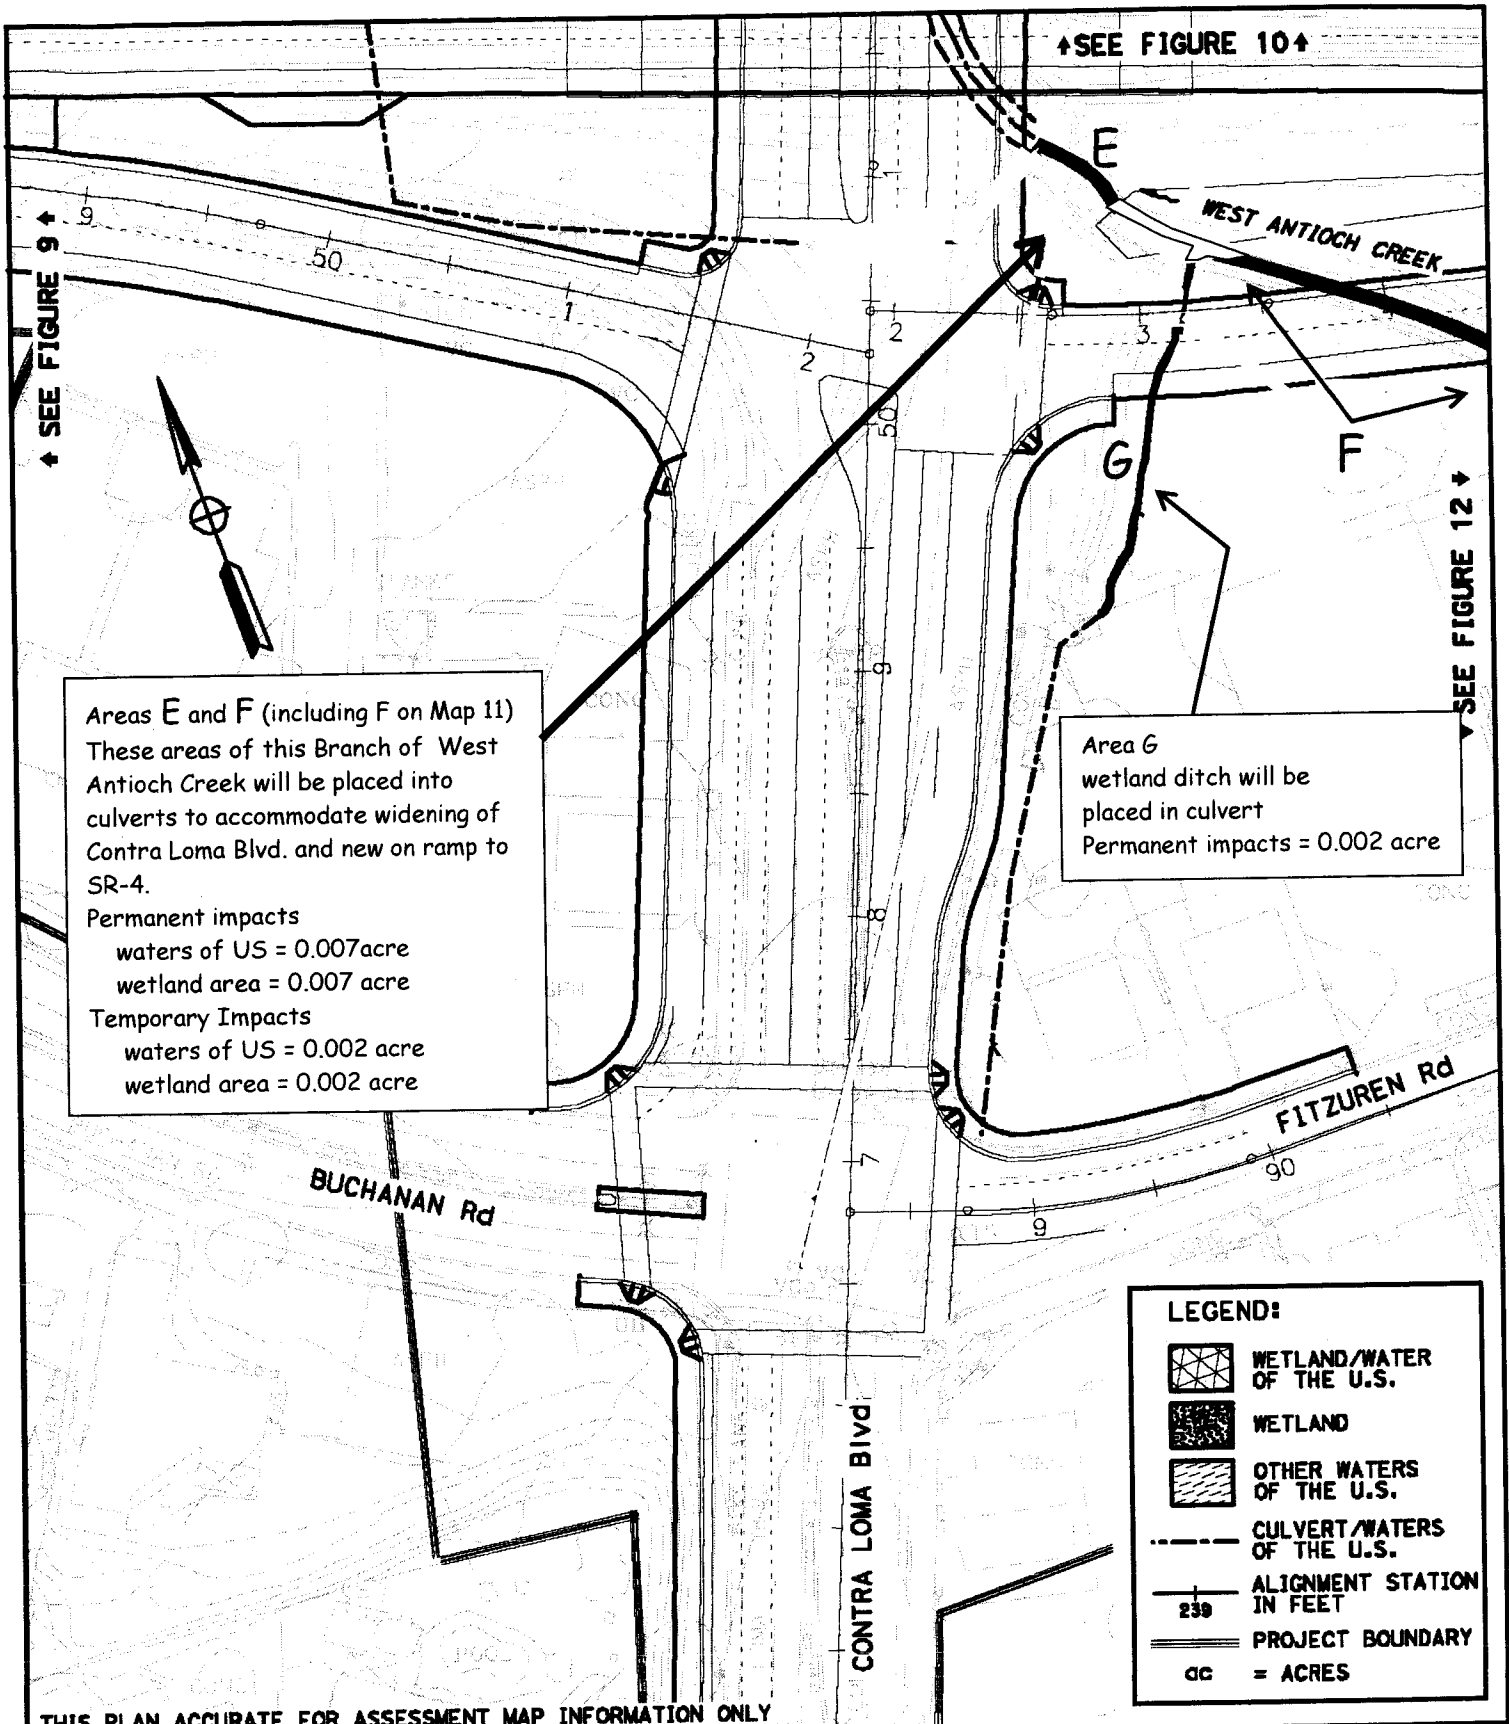 ↑SEE FIGURE 10↑
E
WEST ANTIOCH CREEK
↑ SEE FIGURE 9 ↑
9
50
1
2
1
2
3
50
G
F
SEE FIGURE 12
9
CONC
Areas E and F (including F on Map 11)
These areas of this Branch of West
Antioch Creek will be placed into
culverts to accommodate widening of
Contra Loma Blvd. and new on ramp to
SR-4.
Permanent impacts
waters of US = 0.007acre
wetland area = 0.007 acre
Temporary Impacts
waters of US = 0.002 acre
wetland area = 0.002 acre
Area G
wetland ditch will be
placed in culvert
Permanent impacts = 0.002 acre
8
7
FITZUREN Rd
90
9
BUCHANAN Rd
CONTRA LOMA Blvd
LEGEND:
WETLAND/WATER
OF THE U.S.
WETLAND
OTHER WATERS
OF THE U.S.
CULVERT/WATERS
OF THE U.S.
239
ALIGNMENT STATION
IN FEET
PROJECT BOUNDARY
ac = ACRES
THIS PLAN ACCURATE FOR ASSESSMENT MAP INFORMATION ONLY